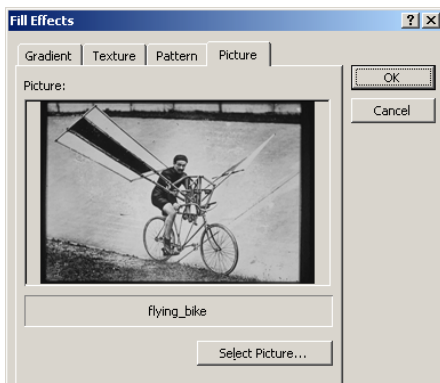 Fill Effects
Gradient Texture Pattern Picture
OK
Picture:
Cancel
flying_bike
Select Picture...